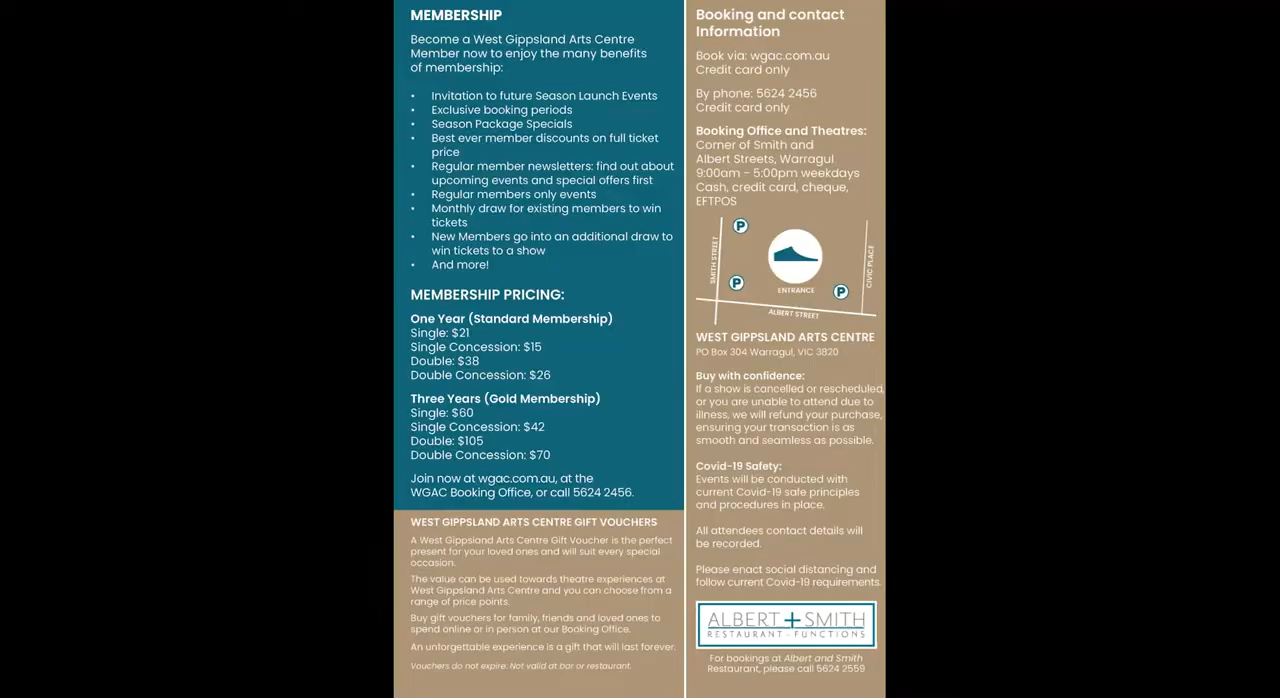 MEMBERSHIP
Become a West Gippsland Arts Centre
Member now to enjoy the many benefits
of membership:
• Invitation to future Season Launch Events
• Exclusive booking periods
• Season Package Specials
• Best ever member discounts on full ticket
price
• Regular member newsletters: find out about
upcoming events and special offers first
• Regular members only events
• Monthly draw for existing members to win
tickets
• New Members go into an additional draw to
win tickets to a show
• And more!
MEMBERSHIP PRICING:
One Year (Standard Membership)
Single: $21
Single Concession: $15
Double: $38
Double Concession: $26
Three Years (Gold Membership)
Single: $60
Single Concession: $42
Double: $105
Double Concession: $70
Join now at wgac.com.au, at the
WGAC Booking Office, or call 5624 2456.
WEST GIPPSLAND ARTS CENTRE GIFT VOUCHERS
A West Gippsland Arts Centre Gift Voucher is the perfect
present for your loved ones and will suit every special
occasion.
The value can be used towards theatre experiences at
West Gippsland Arts Centre and you can choose from a
range of price points.
Buy gift vouchers for family, friends and loved ones to
spend online or in person at our Booking Office.
An unforgettable experience is a gift that will last forever.
Vouchers do not expire. Not valid at bar or restaurant.
Booking and contact
Information
Book via: wgac.com.au
Credit card only
By phone: 5624 2456
Credit card only
Booking Office and Theatres:
Corner of Smith and
Albert Streets, Warragul
9:00am - 5:00pm weekdays
Cash, credit card, cheque,
EFTPOS
P
SMITH STREET
CIVIC PLACE
P
ENTRANCE
P
ALBERT STREET
WEST GIPPSLAND ARTS CENTRE
PO Box 304 Warragul, VIC 3820
Buy with confidence:
If a show is cancelled or rescheduled,
or you are unable to attend due to
illness, we will refund your purchase,
ensuring your transaction is as
smooth and seamless as possible.
Covid-19 Safety:
Events will be conducted with
current Covid-19 safe principles
and procedures in place.
All attendees contact details will
be recorded.
Please enact social distancing and
follow current Covid-19 requirements.
ALBERT + SMITH
RESTAURANT - FUNCTIONS
For bookings at Albert and Smith
Restaurant, please call 5624 2559